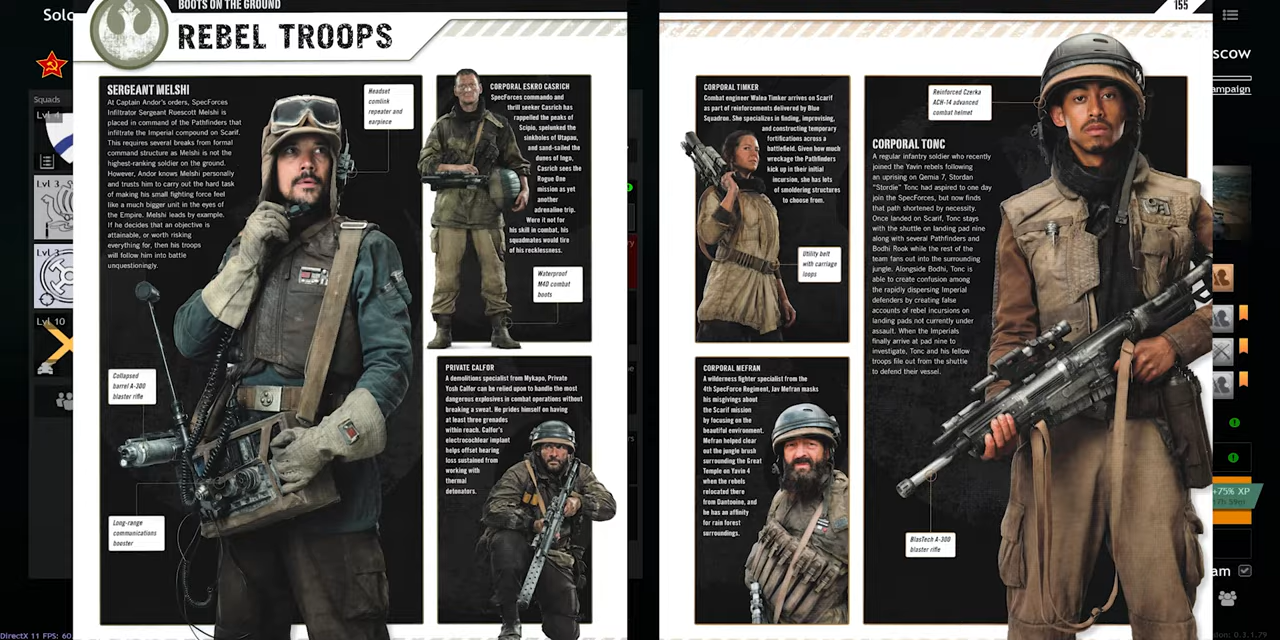 Solo
BOOTS ON THE GROUND
REBEL TROOPS
155
Squads
Lvl 3
Lvl 10
SERGEANT MELSHI
At Captain Andor's orders, SpecForces
Infiltrator Sergeant Ruescott Melshi is
placed in command of the Pathfinders that
infiltrate the Imperial compound on Scarif.
This requires several breaks from formal
command structure as Melshi is not the
highest-ranking soldier on the ground.
However, Andor knows Melshi personally
and trusts him to carry out the hard task
of making his small fighting force feel
like a much bigger unit in the eyes of
the Empire. Melshi leads by example.
If he decides that an objective is
attainable, or worth risking
everything for, then his troops
will follow him into battle
unquestioningly.
Headset
comlink
repeater and
earpiece
Collapsed
barrel A-300
blaster rifle
Long-range
communications
booster
CORPORAL ESKRO CASRICH
SpecForces commando and
thrill seeker Casrich has
rappelled the peaks of
Scipio, spelunked the
sinkholes of Utapau,
and sand-sailed the
dunes of Ingo.
Casrich sees the
Rogue One
mission as yet
another
adrenaline trip.
Were it not for
his skill in combat, his
squadmates would tire
of his recklessness.
Waterproof
M40 combat
boots
PRIVATE CALFOR
A demolitions specialist from Mykapo, Private
Yosh Calfor can be relied upon to handle the most
dangerous explosives in combat operations without
breaking a sweat. He prides himself on having
at least three grenades
within reach. Calfor's
electrocochlear implant
helps offset hearing
loss sustained from
working with
thermal
detonators.
CORPORAL TIMKER
Combat engineer Walea Timker arrives on Scarif
as part of reinforcements delivered by Blue
Squadron. She specializes in finding, improvising,
and constructing temporary
fortifications across a
battlefield. Given how much
wreckage the Pathfinders
kick up in their initial
incursion, she has lots
of smoldering structures
to choose from.
Utility belt
with carriage
loops
CORPORAL MEFRAN
A wilderness fighter specialist from the
4th SpecForce Regiment, Jav Mefran masks
his misgivings about
the Scarif mission
by focusing on the
beautiful environment.
Mefran helped clear
out the jungle brush
surrounding the Great
Temple on Yavin 4
when the rebels
relocated there
from Dantooine, and
he has an affinity
for rain forest
surroundings.
Reinforced Czerka
ACH-14 advanced
combat helmet
CORPORAL TONC
A regular infantry soldier who recently
joined the Yavin rebels following
an uprising on Qemia 7, Stordan
"Stordie" Tonc had aspired to one day
join the SpecForces, but now finds
that path shortened by necessity.
Once landed on Scarif, Tonc stays
with the shuttle on landing pad nine
along with several Pathfinders and
Bodhi Rook while the rest of the
team fans out into the surrounding
jungle. Alongside Bodhi, Tonc is
able to create confusion among
the rapidly dispersing Imperial
defenders by creating false
accounts of rebel incursions on
landing pads not currently under
assault. When the Imperials
finally arrive at pad nine to
investigate, Tonc and his fellow
troops file out from the shuttle
to defend their vessel.
BlasTech A-300
blaster rifle
scow
ampaign
+75% XP
am
DirectX 11 FPS: 60